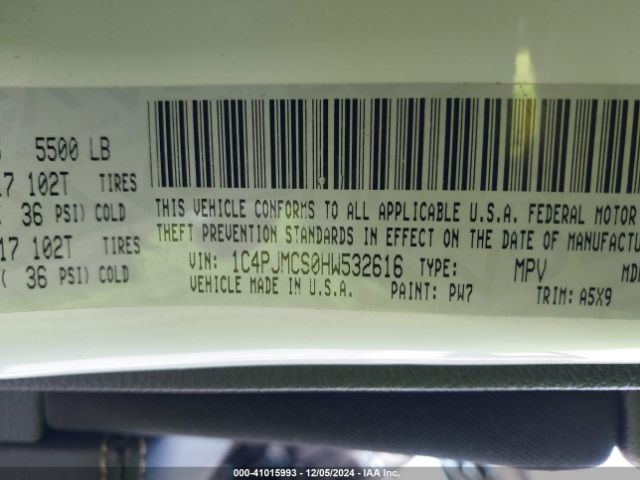 5500 LB
17 102T TIRES
36 PSI) COLD
17 102T TIRES
( 36 PSI) COLD
THIS VEHICLE CONFORMS TO ALL APPLICABLE U.S.A. FEDERAL MOTOR
THEFT PREVENTION STANDARDS IN EFFECT ON THE DATE OF MANUFACTU
VIN: 1C4PJMCS0HW532616 TYPE: MPV MD
VEHICLE MADE IN U.S.A. PAINT: PW7 TRIM: A5X9
000-41015993 - 12/05/2024 - IAA Inc.